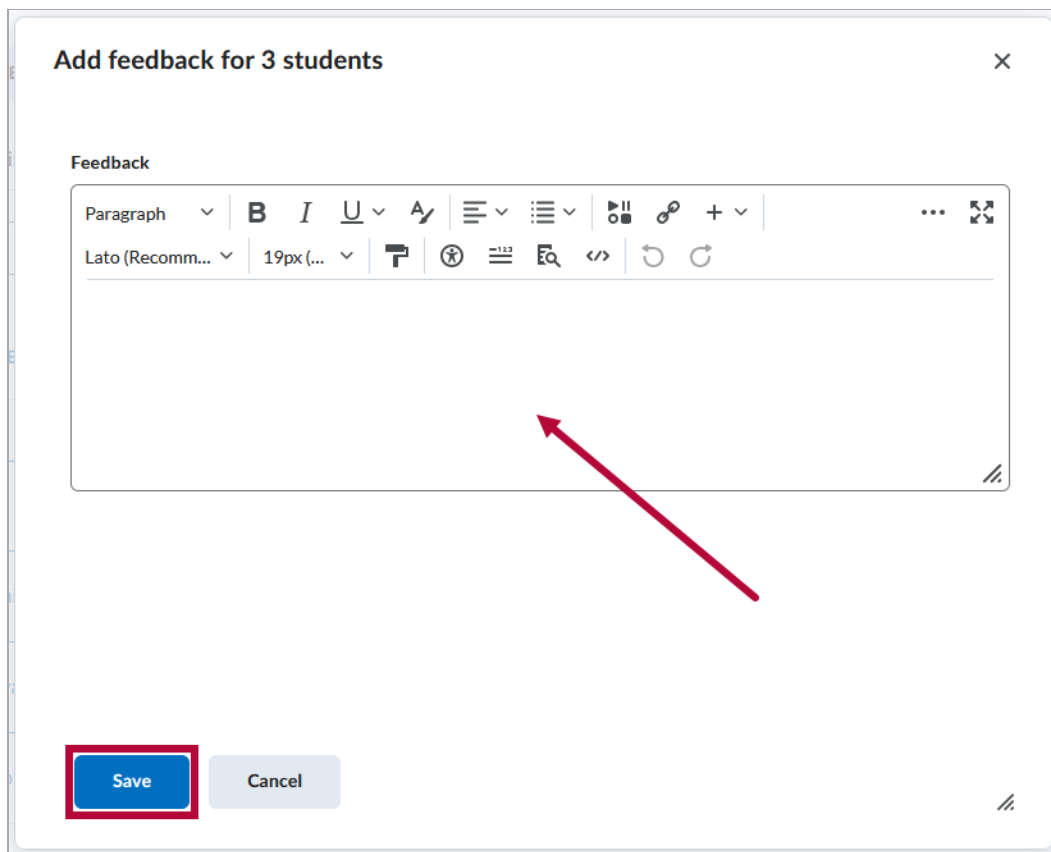 Add feedback for 3 students
Feedback
Paragraph B I U
Lato (Recomm... 19px (...
Save Cancel